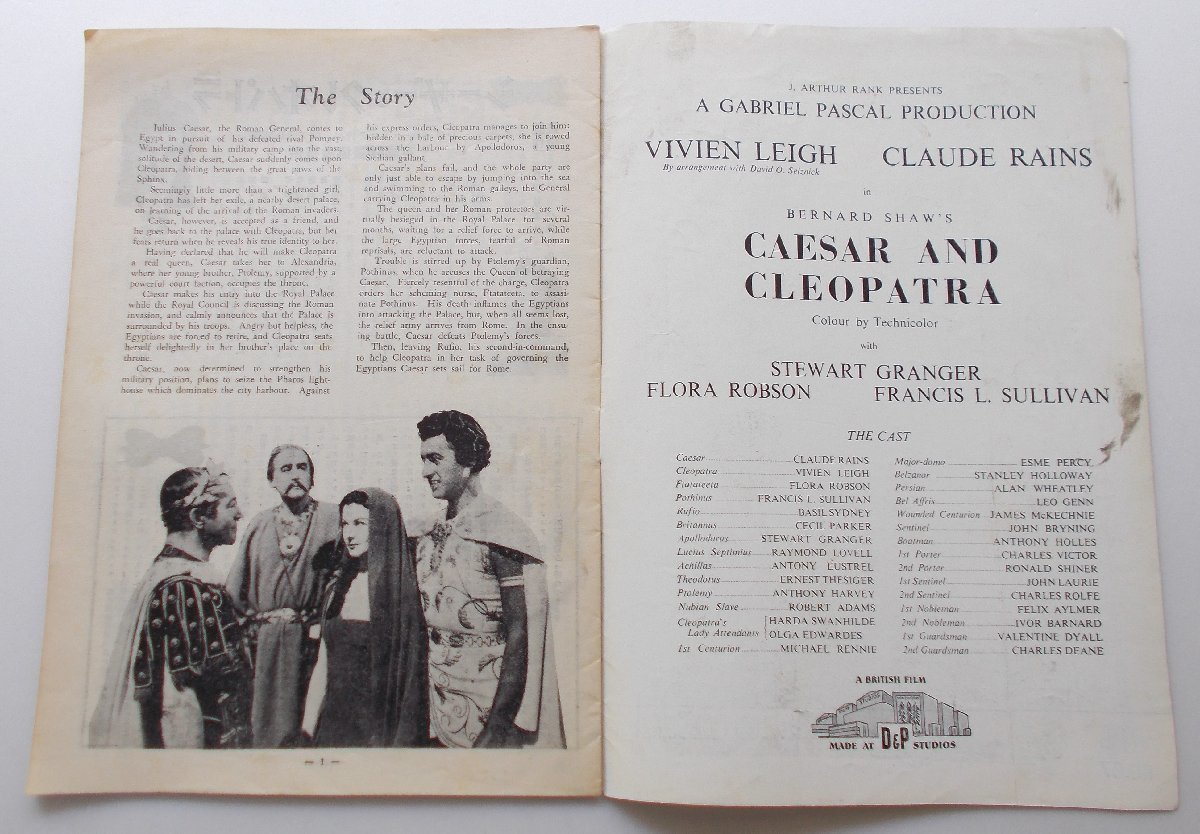 The Story
Julius Caesar, the Roman General, comes to
Egypt in pursuit of his defeated rival Pompey.
Wandering from his military camp into the vast
solitude of the desert, Caesar suddenly comes upon
Cleopatra, hiding between the great paws of the
Sphinx.
Seemingly little more than a frightened girl,
Cleopatra has left her exile, a nearby desert palace,
on learning of the arrival of the Roman invaders.
Caesar, however, is accepted as a friend, and
he goes back to the palace with Cleopatra, but her
fears return when he reveals his true identity to her.
Having declared that he will make Cleopatra
a real queen, Caesar takes her to Alexandria,
where her young brother, Ptolemy, supported by a
powerful court faction, occupies the throne.
Caesar makes his entry into the Royal Palace
while the Royal Council is discussing the Roman
invasion, and calmly announces that the Palace is
surrounded by his troops. Angry but helpless, the
Egyptians are forced to retire, and Cleopatra seats
herself delightedly in her brother's place on the
throne.
Caesar, now determined to strengthen his
military position, plans to seize the Pharos light-
house which dominates the city harbour. Against
his express orders, Cleopatra manages to join him:
hidden in a bale of precious carpets, she is rowed
across the harbour by Apollodorus, a young
Sicilian gallant.
Caesar's plans fail, and the whole party are
only just able to escape by jumping into the sea
and swimming to the Roman galleys, the General
carrying Cleopatra in his arms.
The queen and her Roman protectors are vir-
tually besieged in the Royal Palace for several
months, waiting for a relief force to arrive, while
the large Egyptian forces, fearful of Roman
reprisals, are reluctant to attack.
Trouble is stirred up by Ptolemy's guardian,
Pothinus, when he accuses the Queen of betraying
Caesar. Fiercely resentful of the charge, Cleopatra
orders her scheming nurse, Ftatateeta, to assasi-
nate Pothinus. His death inflames the Egyptians
into attacking the Palace, but, when all seems lost,
the relief army arrives from Rome. In the ensu-
ing battle, Caesar defeats Ptolemy's forces.
Then, leaving Rufio, his second-in-command,
to help Cleopatra in her task of governing the
Egyptians Caesar sets sail for Rome.
— 1 —
J. ARTHUR RANK PRESENTS
A GABRIEL PASCAL PRODUCTION
VIVIEN LEIGH CLAUDE RAINS
By arrangement with David O. Selznick
in
BERNARD SHAW'S
CAESAR AND
CLEOPATRA
Colour by Technicolor
with
STEWART GRANGER
FLORA ROBSON FRANCIS L. SULLIVAN
THE CAST
Caesar CLAUDE RAINS
Cleopatra VIVIEN LEIGH
Ftatateeta FLORA ROBSON
Pothinus FRANCIS L. SULLIVAN
Rufio BASIL SYDNEY
Britannus CECIL PARKER
Apollodorus STEWART GRANGER
Lucius Septimius RAYMOND LOVELL
Achillas ANTONY EUSTREL
Theodotus ERNEST THESIGER
Ptolemy ANTHONY HARVEY
Nubian Slave ROBERT ADAMS
Cleopatra's HARDA SWANHILDE
Lady Attendants OLGA EDWARDES
1st Centurion MICHAEL RENNIE
Major-domo ESME PERCY
Belzanor STANLEY HOLLOWAY
Persian ALAN WHEATLEY
Bel Affris LEO GENN
Wounded Centurion JAMES McKECHNIE
Sentinel JOHN BRYNING
Boatman ANTHONY HOLLES
1st Porter CHARLES VICTOR
2nd Porter RONALD SHINER
1st Sentinel JOHN LAURIE
2nd Sentinel CHARLES ROLFE
1st Nobleman FELIX AYLMER
2nd Nobleman IVOR BARNARD
1st Guardsman VALENTINE DYALL
2nd Guardsman CHARLES DEANE
A BRITISH FILM
MADE AT D&P STUDIOS